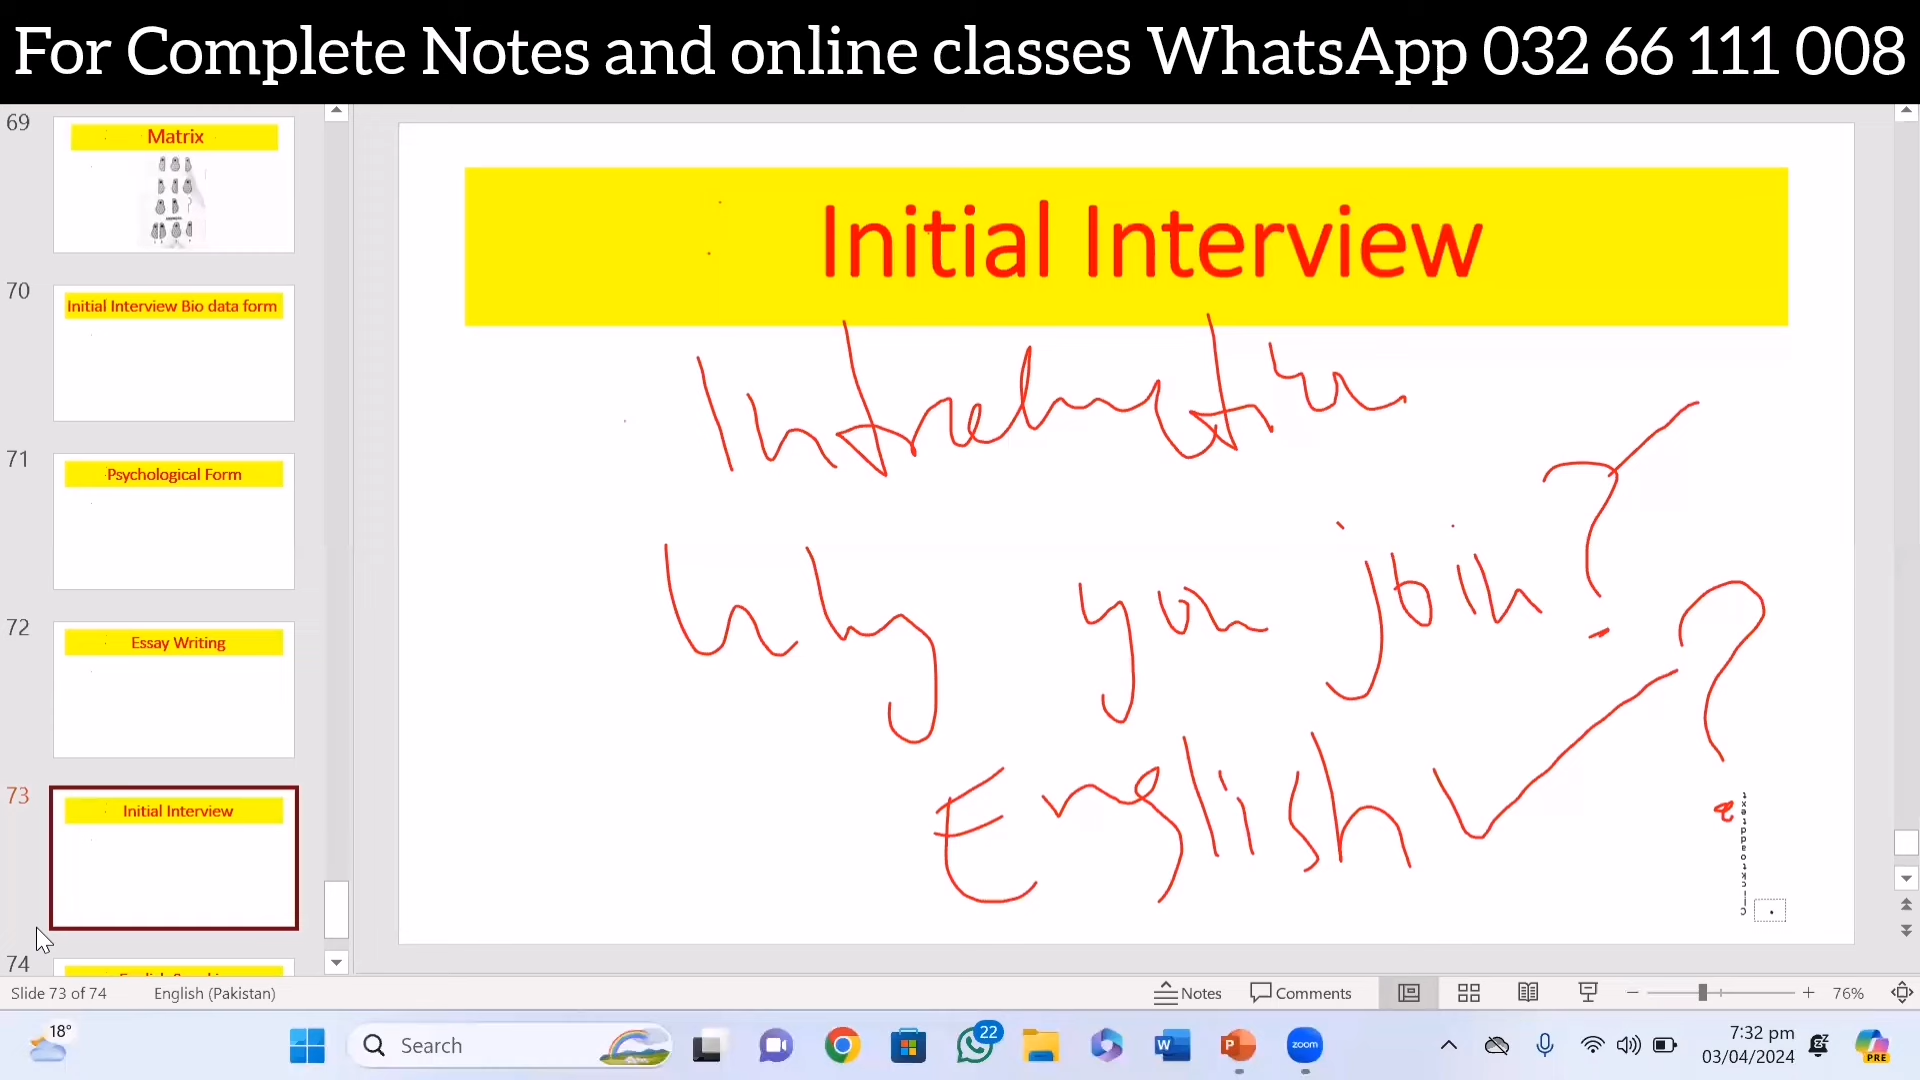 For Complete Notes and online classes WhatsApp 032 66 111 008
69
Matrix
70
Initial Interview Bio data form
71
Psychological Form
72
Essay Writing
73
Initial Interview
74
Initial Interview
Introduction
Why you join?
English ?
Slide 73 of 74
English (Pakistan)
Notes
Comments
76%
18°
Search
22
zoom
7:32 pm
03/04/2024
PRE